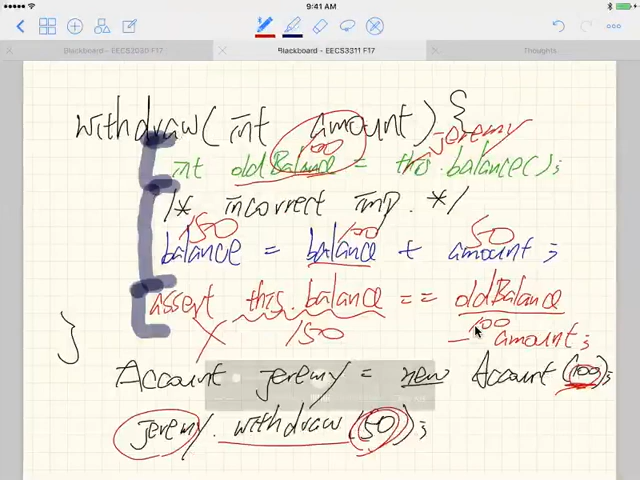 9:41 AM
Blackboard — EECS2030 F17
Blackboard — EECS3311 F17
Thoughts
withdraw( int amount) {
jeremy
100
int oldBalance = this.balance();
/* incorrect imp. */
150 100 50
balance = balance + amount ;
assert this.balance == oldBalance
X 150 100
- amount;
}
Account jeremy = new Account (100);
jeremy. withdraw (50);